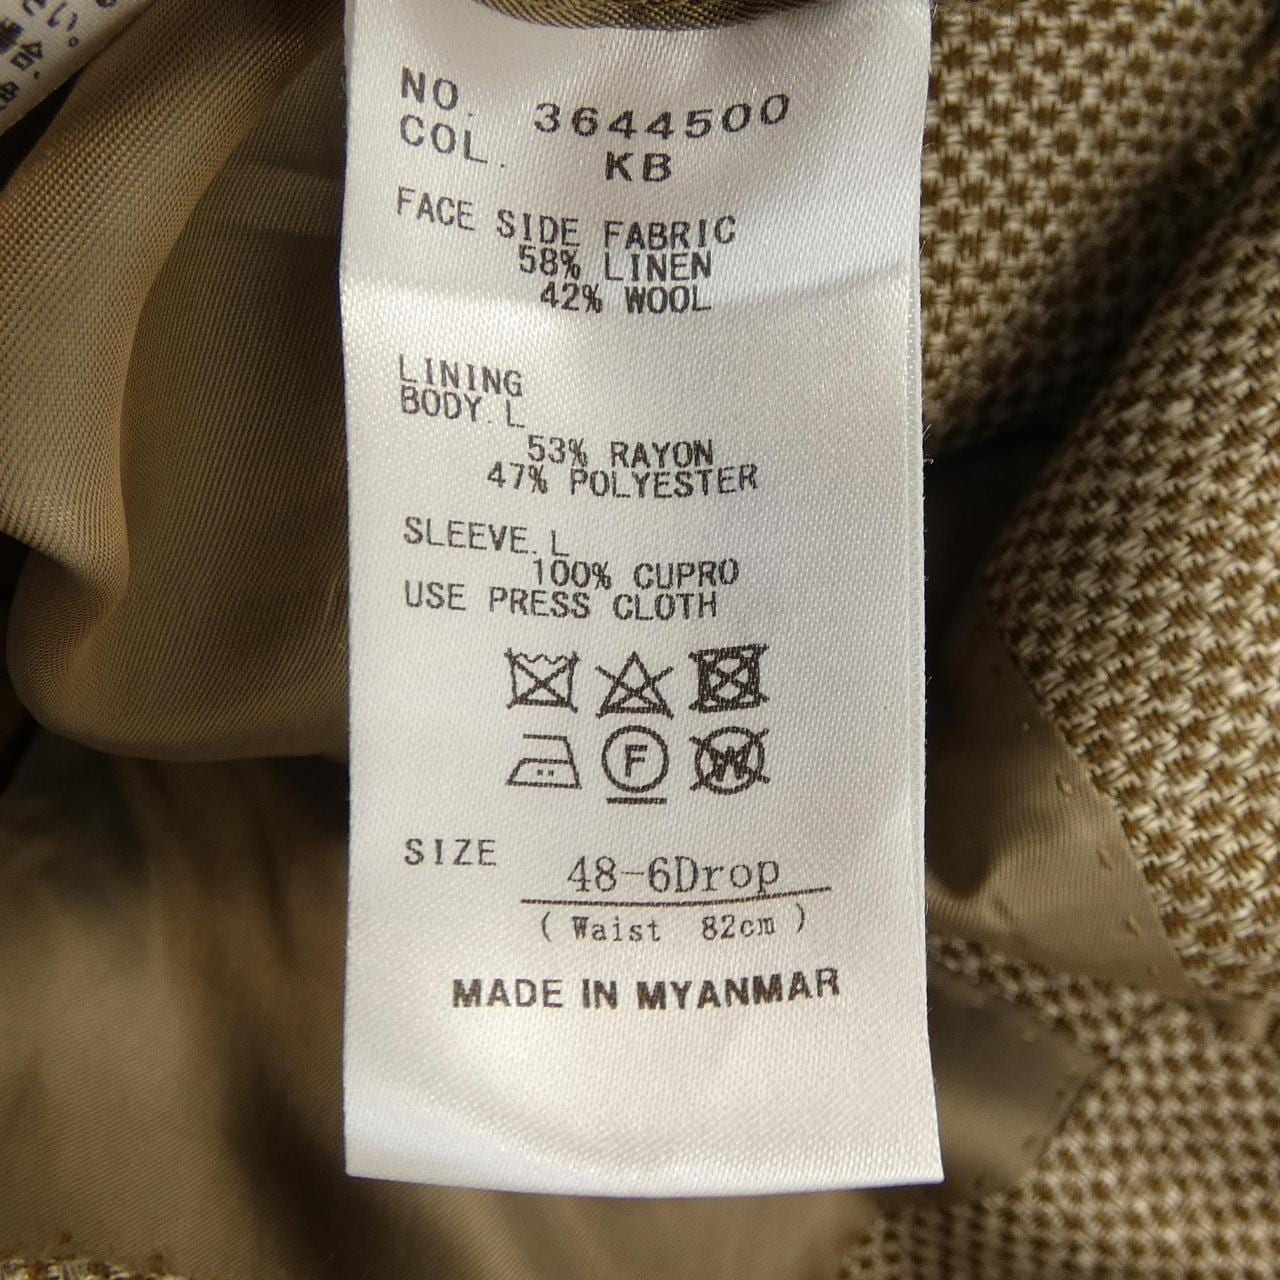 NO. 3644500
COL. KB
FACE SIDE FABRIC
58% LINEN
42% WOOL
LINING
BODY.L
53% RAYON
47% POLYESTER
SLEEVE.L
100% CUPRO
USE PRESS CLOTH
F W
SIZE 48-6Drop
(Waist 82cm)
MADE IN MYANMAR